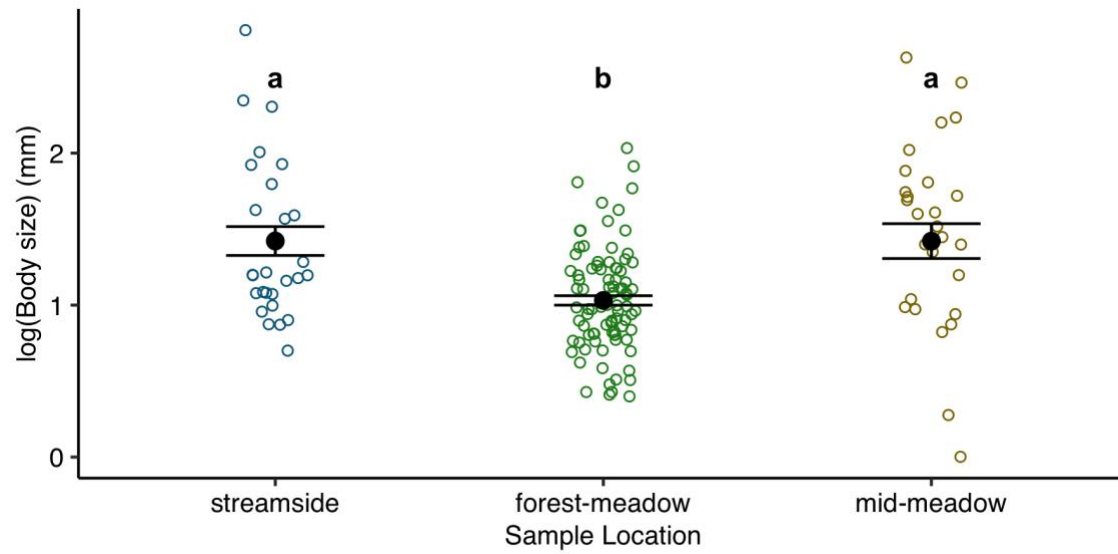 a
b
a
log(Body size) (mm)
2
1
0
streamside
forest-meadow
mid-meadow
Sample Location